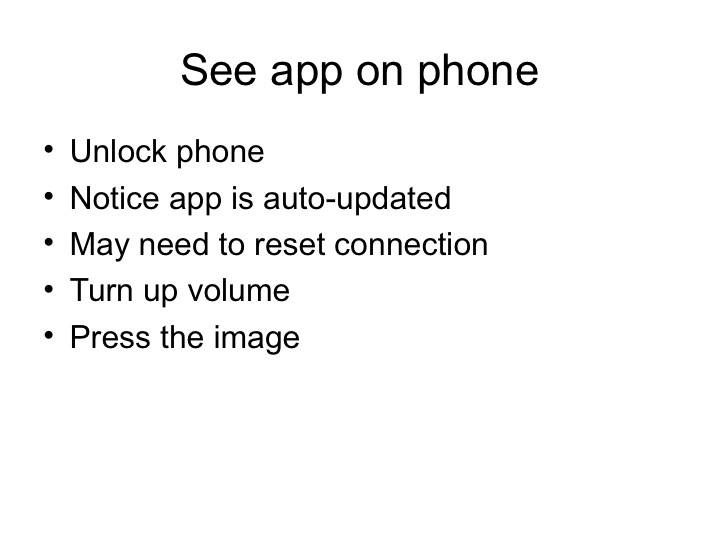 See app on phone
• Unlock phone
• Notice app is auto-updated
• May need to reset connection
• Turn up volume
• Press the image